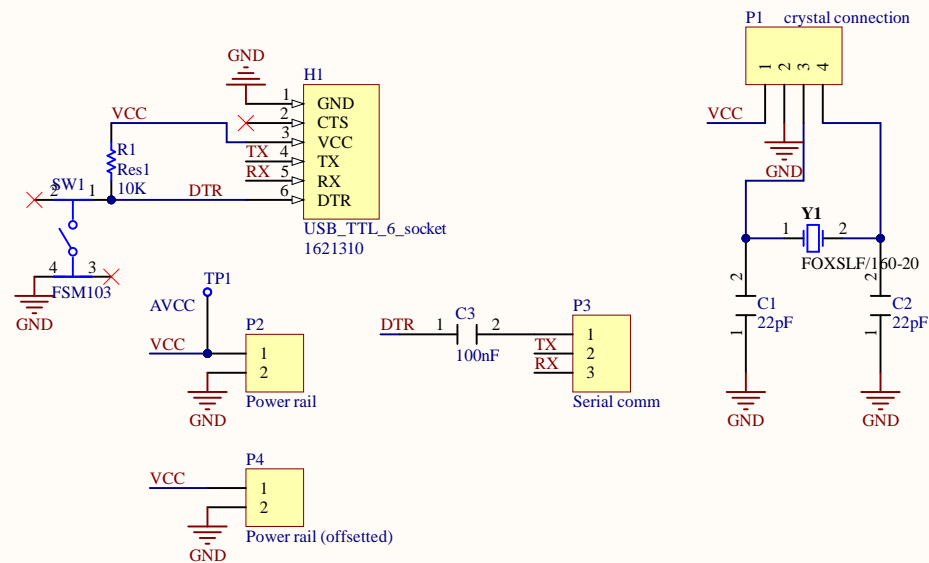 P1 crystal connection
1 2 3 4
VCC
GND
Y1
1 2
FOXSLF/160-20
2
C1
22pF
1
GND
2
C2
22pF
1
GND
GND
H1
1 GND
2 CTS
3 VCC
4 TX
5 RX
6 DTR
USB_TTL_6_socket
1621310
VCC
TX
RX
DTR
R1
Res1
10K
SW1
2 1
4 3
FSM103
GND
TP1
AVCC
P2
VCC
1
2
GND
Power rail
DTR
1 C3 2
100nF
P3
TX
RX
1
2
3
Serial comm
P4
VCC
1
2
GND
Power rail (offsetted)